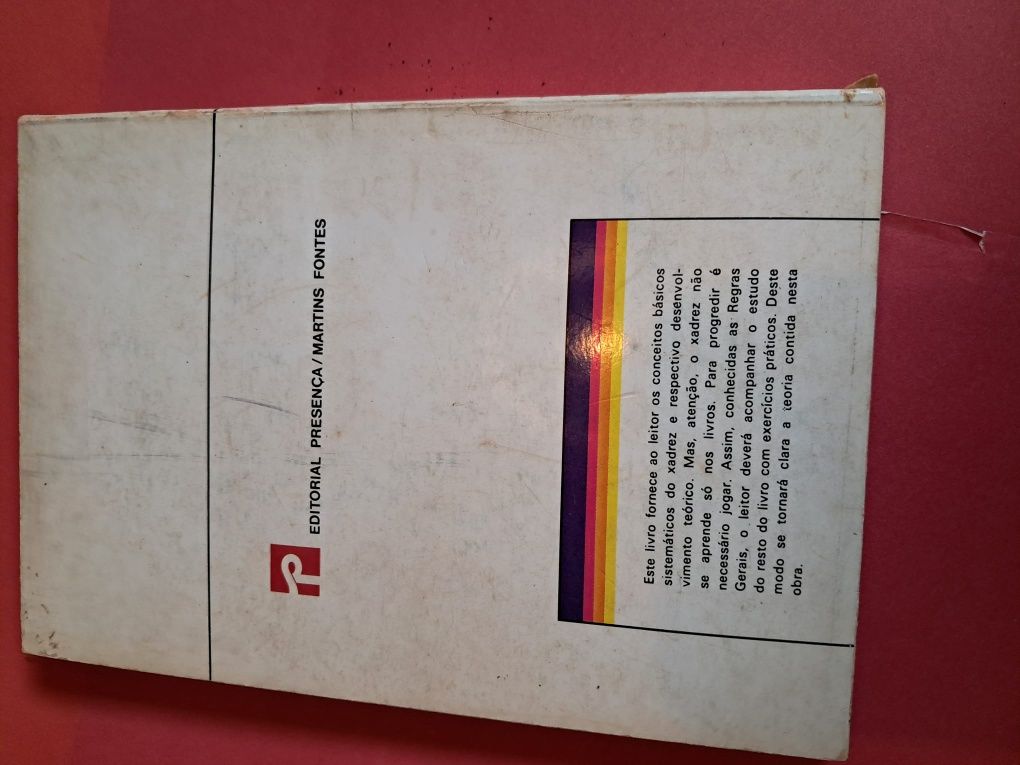 EDITORIAL PRESENÇA / MARTINS FONTES
Este livro fornece ao leitor os conceitos básicos
sistemáticos do xadrez e respectivo desenvol-
vimento teórico. Mas, atenção, o xadrez não
se aprende só nos livros. Para progredir é
necessário jogar. Assim, conhecidas as Regras
Gerais, o leitor deverá acompanhar o estudo
do resto do livro com exercícios práticos. Deste
modo se tornará clara a teoria contida nesta
obra.